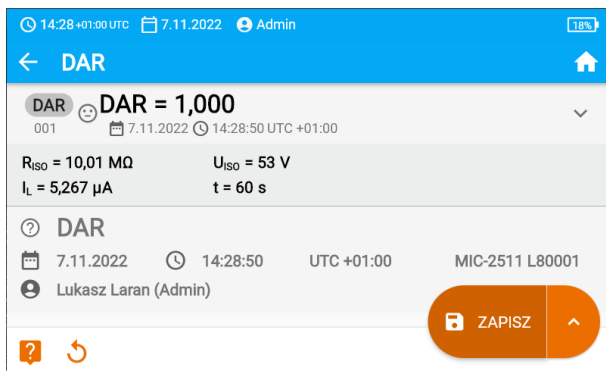 14:28 +01:00 UTC 7.11.2022 Admin 18%
DAR
DAR DAR = 1,000
001 7.11.2022 14:28:50 UTC +01:00
RISO = 10,01 MΩ UISO = 53 V
IL = 5,267 μA t = 60 s
DAR
7.11.2022 14:28:50 UTC +01:00 MIC-2511 L80001
Lukasz Laran (Admin)
ZAPISZ